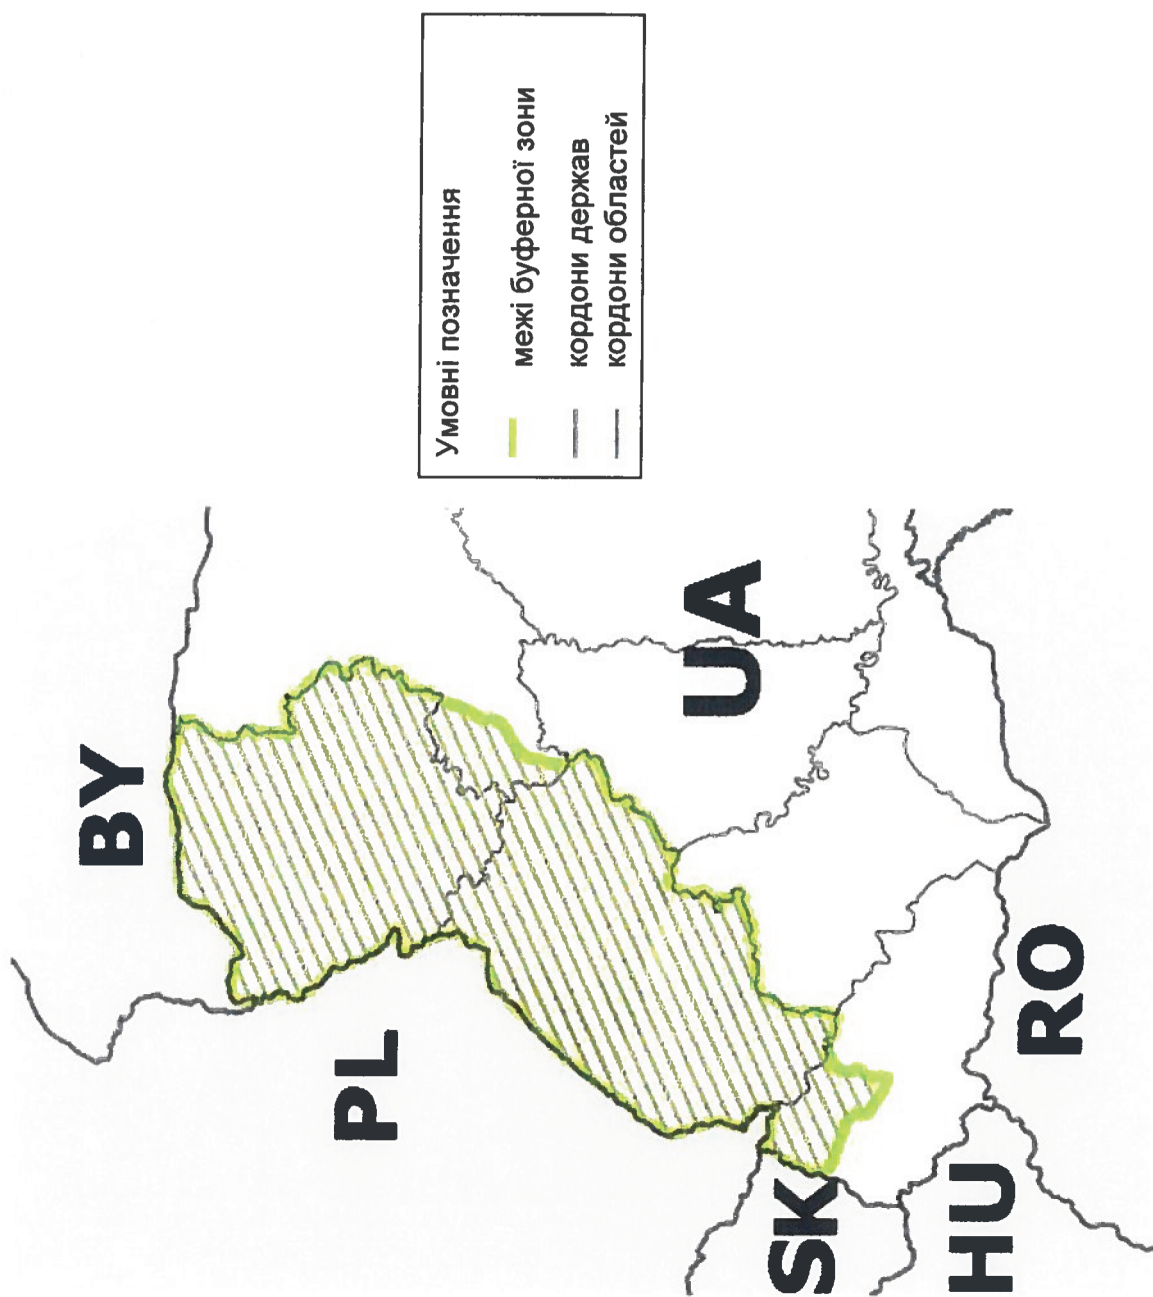 Умовні позначення
межі буферної зони
кордони держав
кордони областей
BY
PL
UA
SK
HU
RO